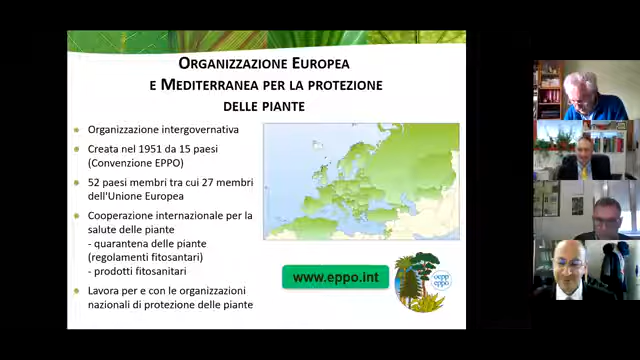 ORGANIZZAZIONE EUROPEA
E MEDITERRANEA PER LA PROTEZIONE
DELLE PIANTE
Organizzazione intergovernativa
Creata nel 1951 da 15 paesi
(Convenzione EPPO)
52 paesi membri tra cui 27 membri
dell'Unione Europea
Cooperazione internazionale per la
salute delle piante
- quarantena delle piante
(regolamenti fitosantari)
- prodotti fitosanitari
Lavora per e con le organizzazioni
nazionali di protezione delle piante
www.eppo.int
oepp
eppo